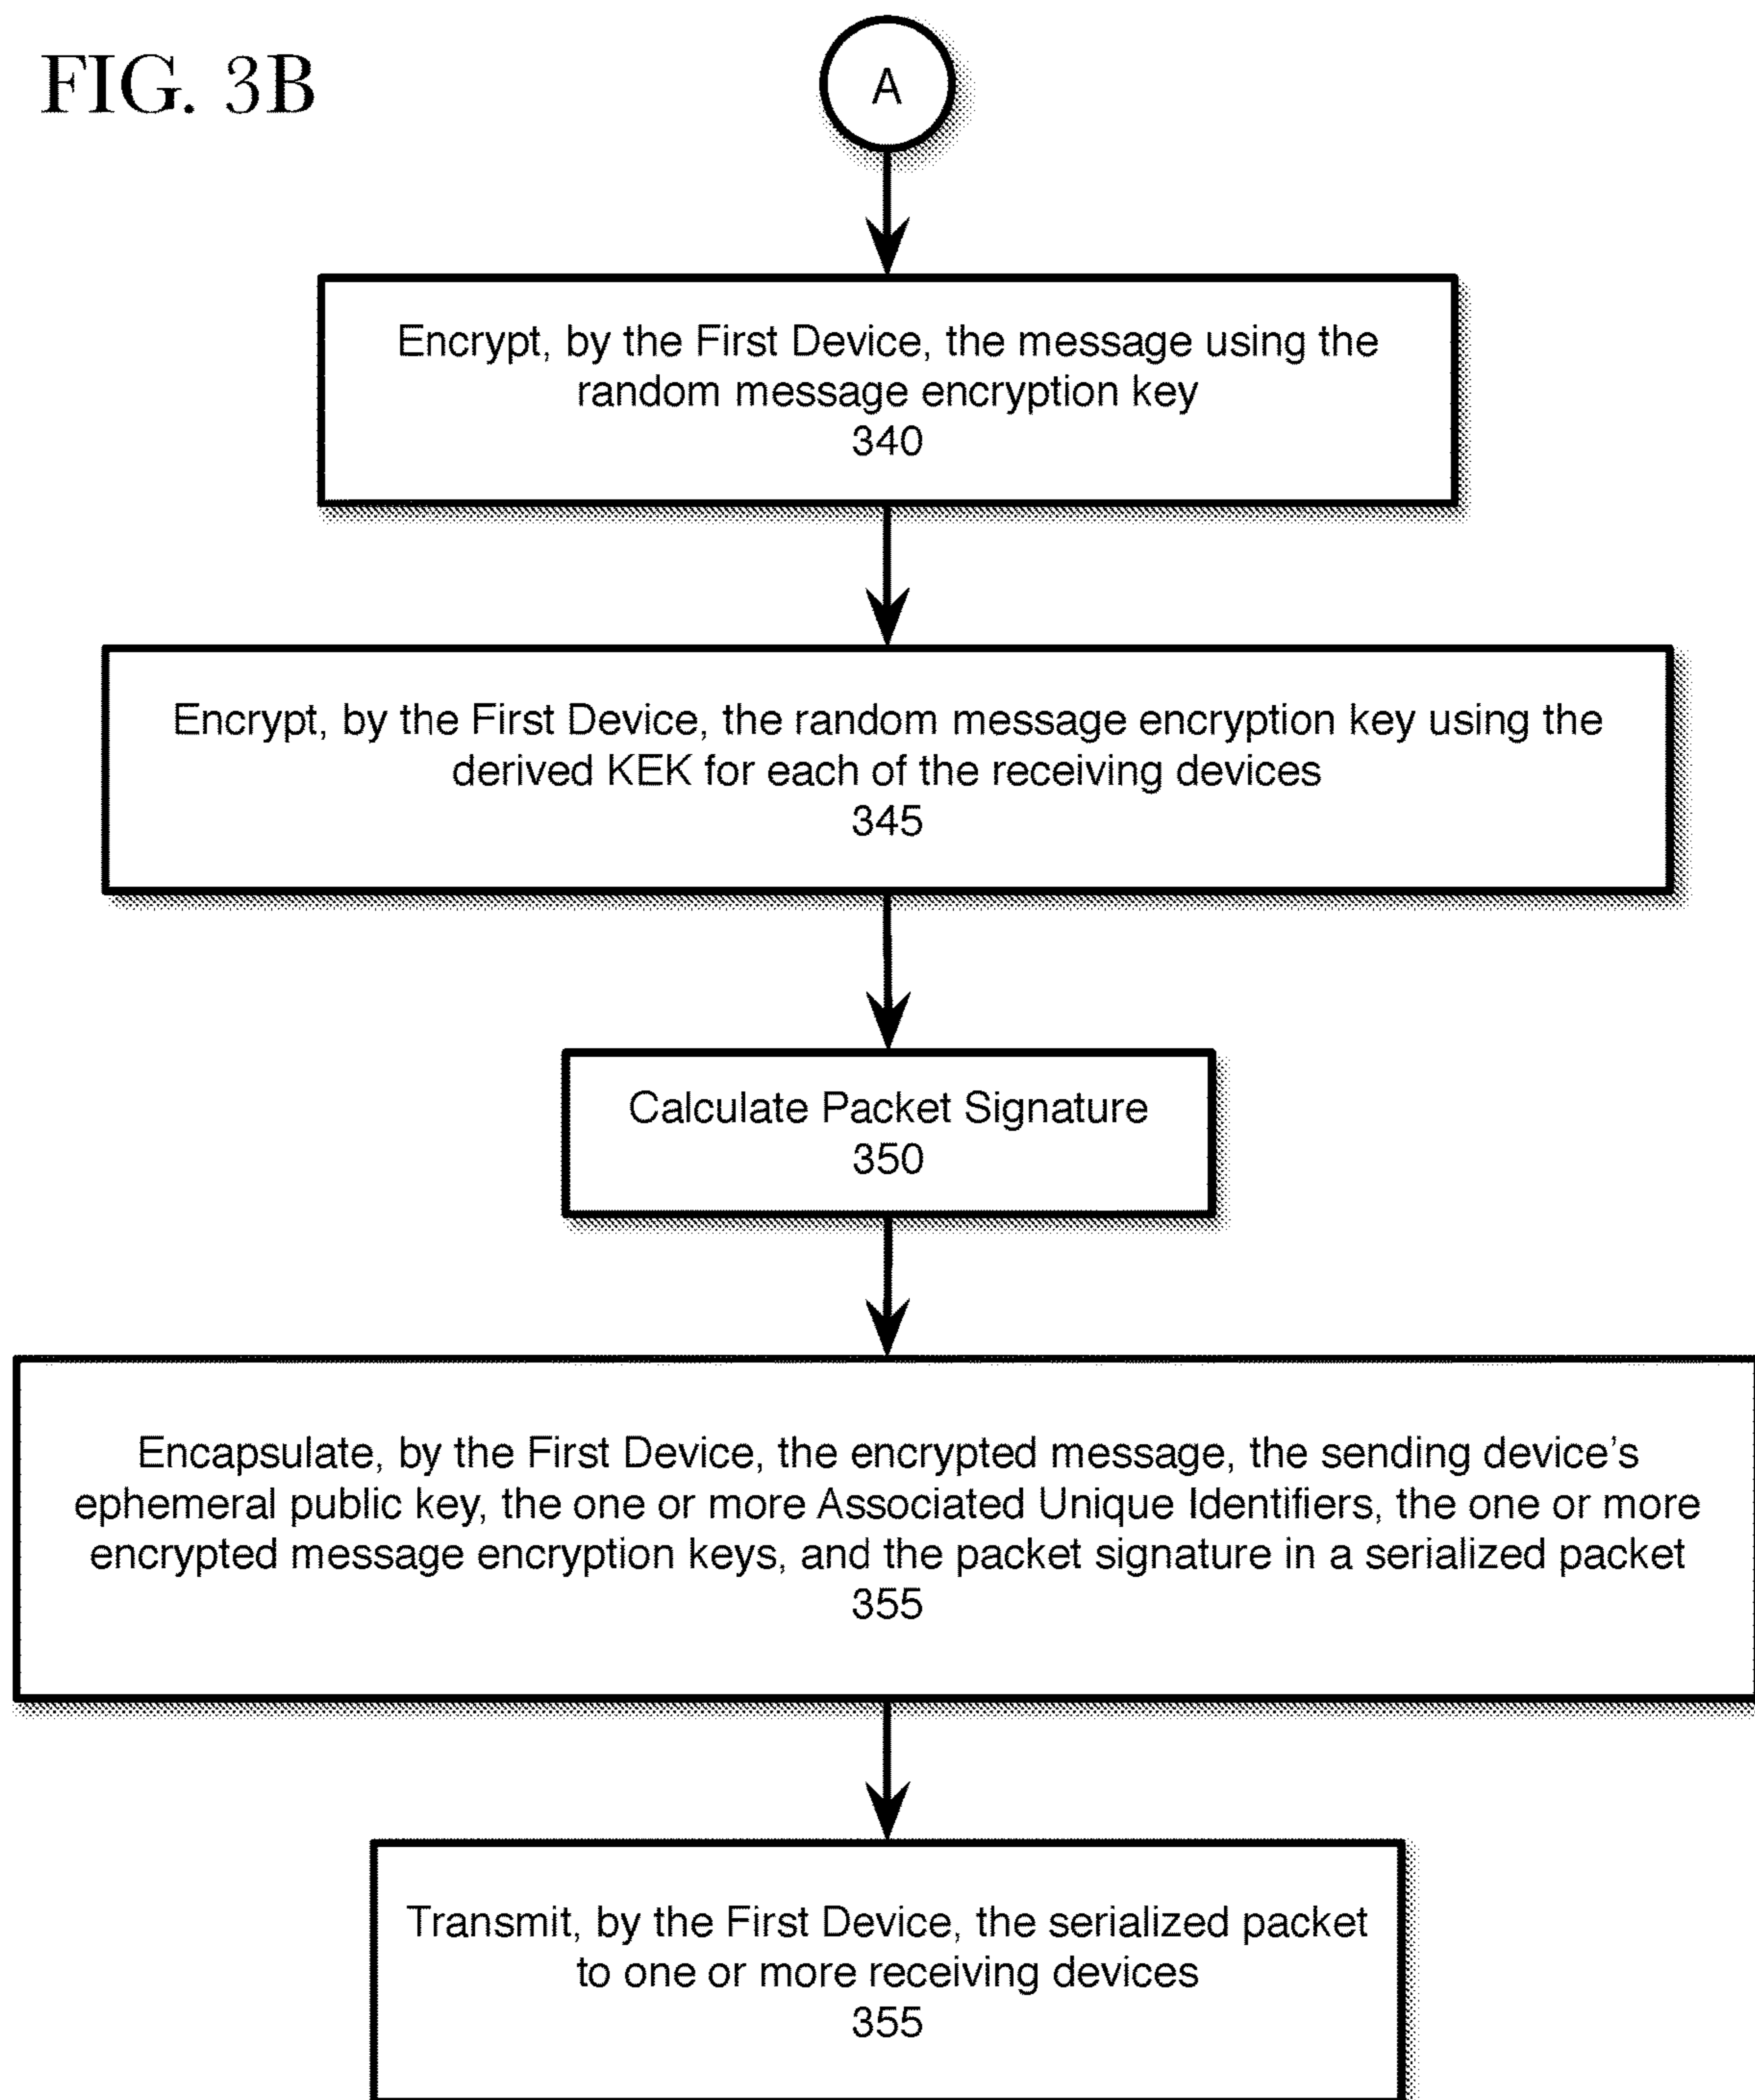 FIG. 3B
A
Encrypt, by the First Device, the message using the
random message encryption key
340
Encrypt, by the First Device, the random message encryption key using the
derived KEK for each of the receiving devices
345
Calculate Packet Signature
350
Encapsulate, by the First Device, the encrypted message, the sending device's
ephemeral public key, the one or more Associated Unique Identifiers, the one or more
encrypted message encryption keys, and the packet signature in a serialized packet
355
Transmit, by the First Device, the serialized packet
to one or more receiving devices
355